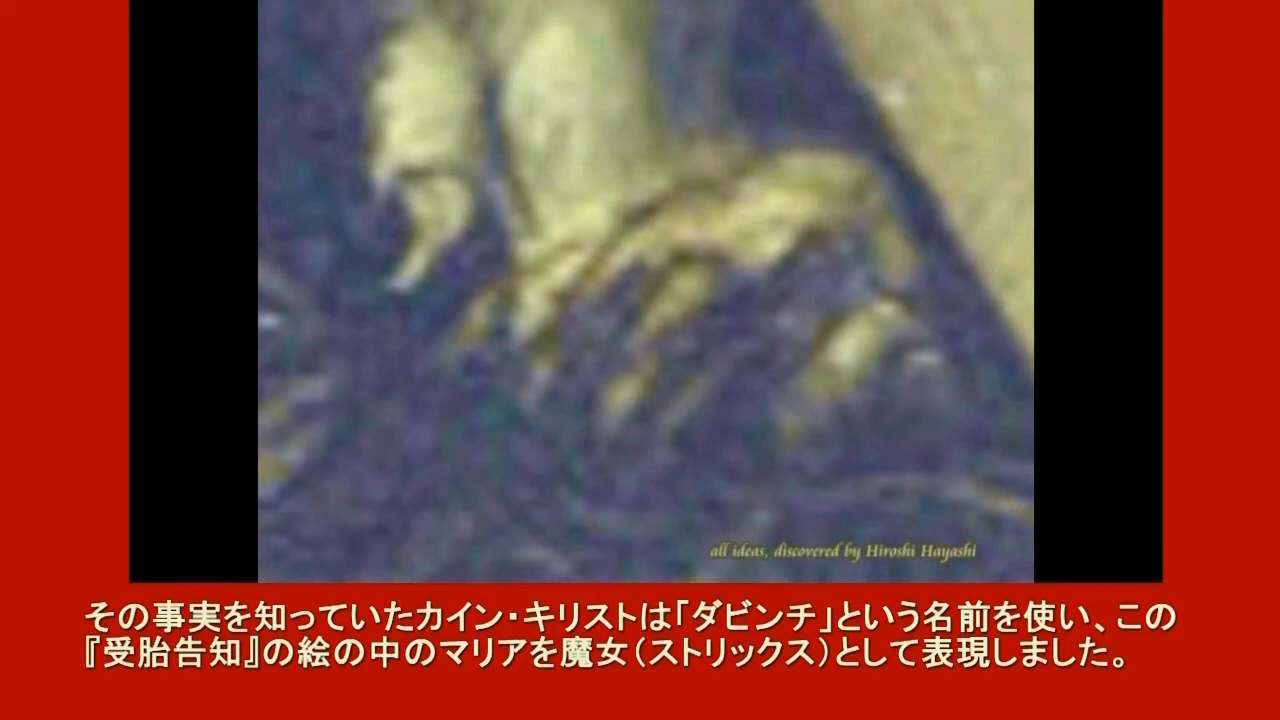 all ideas, discovered by Hiroshi Hayashi
その事実を知っていたカイン・キリストは「ダビンチ」という名前を使い、この
『受胎告知』の絵の中のマリアを魔女（ストリックス）として表現しました。